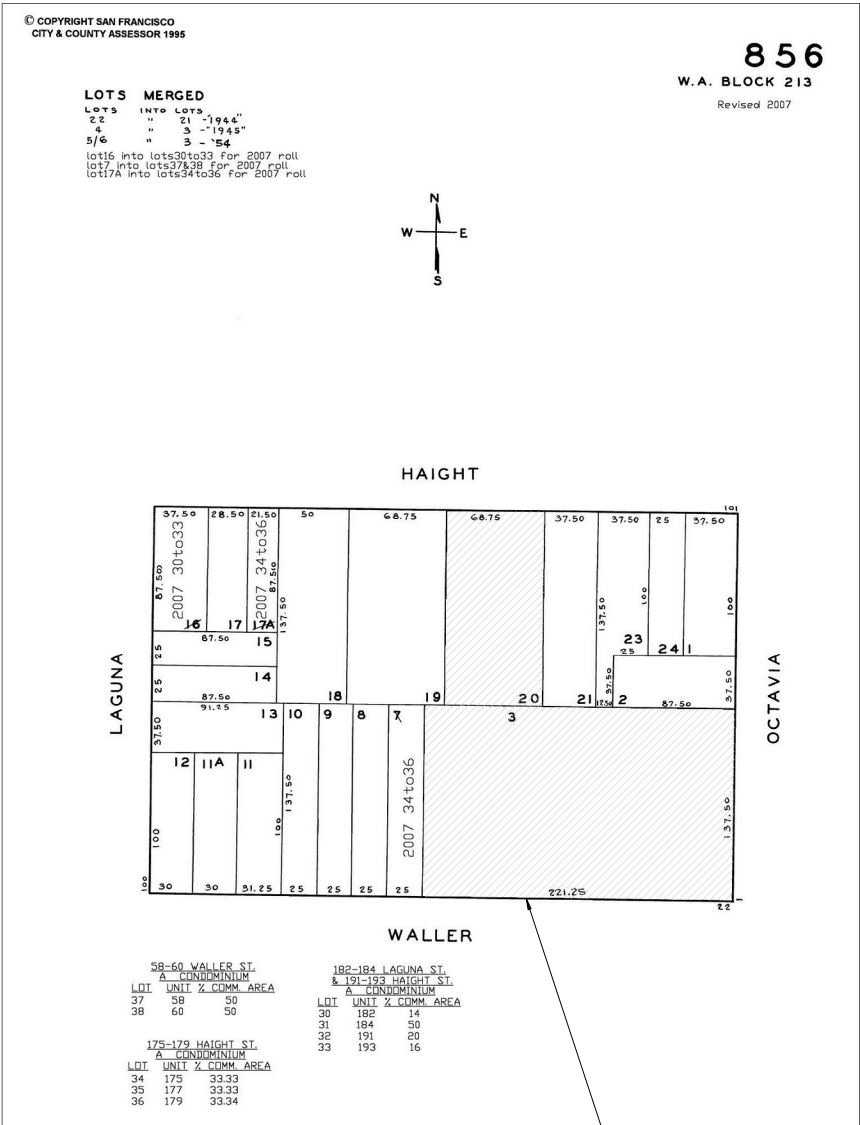 © COPYRIGHT SAN FRANCISCO
CITY & COUNTY ASSESSOR 1995
856
W.A. BLOCK 213
Revised 2007
LOTS MERGED
LOTS INTO LOTS
22 " 21 -"1944"
4 " 3 -"1945"
5/6 " 3 - '54
lot16 into lots30to33 for 2007 roll
lot7 into lots37&38 for 2007 roll
lot17A into lots34to36 for 2007 roll
N
W E
S
HAIGHT
101
37.50 28.50 21.50 50 68.75 68.75 37.50 37.50 25 37.50
87.50
2007 30to33
2007 34to36
87.50
137.50
137.50
100
100
16 17 17A
87.50
15
25
23
25
24 1
14
25
87.50
37.50
37.50
18 19 20 21 12.50 2 87.50
LAGUNA
OCTAVIA
91.25
13 10 9 8 7 3
37.50
12 11A 11
137.50
2007 34to36
137.50
100
100
100
30 30 31.25 25 25 25 25 221.25
22
WALLER
58-60 WALLER ST.
A CONDOMINIUM
LOT UNIT % COMM. AREA
37 58 50
38 60 50
175-179 HAIGHT ST.
A CONDOMINIUM
LOT UNIT % COMM. AREA
34 175 33.33
35 177 33.33
36 179 33.34
182-184 LAGUNA ST.
& 191-193 HAIGHT ST.
A CONDOMINIUM
LOT UNIT % COMM. AREA
30 182 14
31 184 50
32 191 20
33 193 16